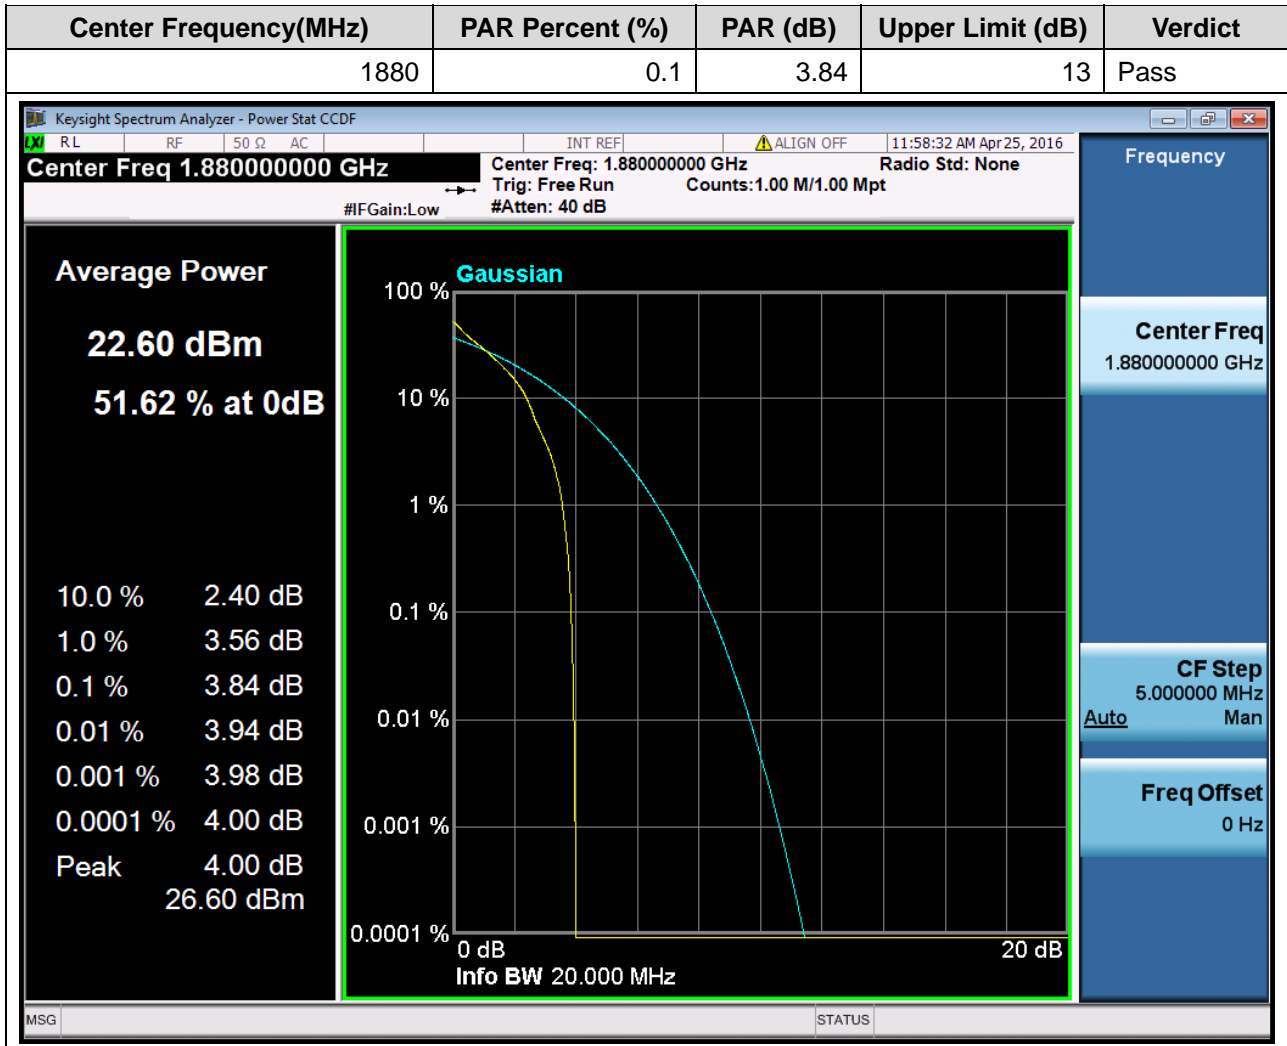 Center Frequency(MHz) PAR Percent (%) PAR (dB) Upper Limit (dB) Verdict
1880 0.1 3.84 13 Pass
Keysight Spectrum Analyzer - Power Stat CCDF
LXI RL RF 50 Ω AC INT REF ALIGN OFF 11:58:32 AM Apr 25, 2016
Center Freq 1.880000000 GHz
Center Freq: 1.880000000 GHz Radio Std: None
Trig: Free Run Counts:1.00 M/1.00 Mpt
#IFGain:Low #Atten: 40 dB
Average Power
22.60 dBm
51.62 % at 0dB
10.0 % 2.40 dB
1.0 % 3.56 dB
0.1 % 3.84 dB
0.01 % 3.94 dB
0.001 % 3.98 dB
0.0001 % 4.00 dB
Peak 4.00 dB
26.60 dBm
Gaussian
100 %
10 %
1 %
0.1 %
0.01 %
0.001 %
0.0001 %
0 dB 20 dB
Info BW 20.000 MHz
Frequency
Center Freq
1.880000000 GHz
CF Step
5.000000 MHz
Auto Man
Freq Offset
0 Hz
MSG STATUS